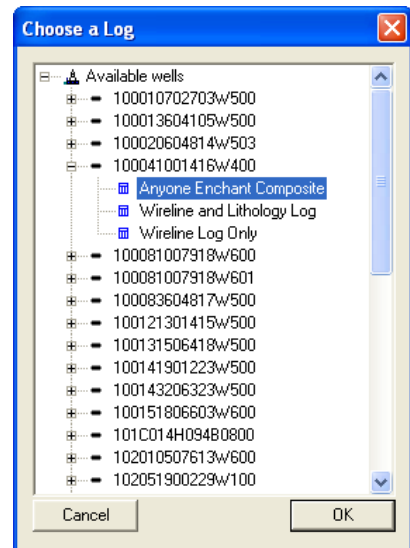 Choose a Log
Available wells
100010702703W500
100013604105W500
100020604814W503
100041001416W400
Anyone Enchant Composite
Wireline and Lithology Log
Wireline Log Only
100081007918W600
100081007918W601
100083604817W500
100121301415W500
100131506418W500
100141901223W500
100143206323W500
100151806603W600
101C014H094B0800
102010507613W600
102051900229W100
Cancel
OK